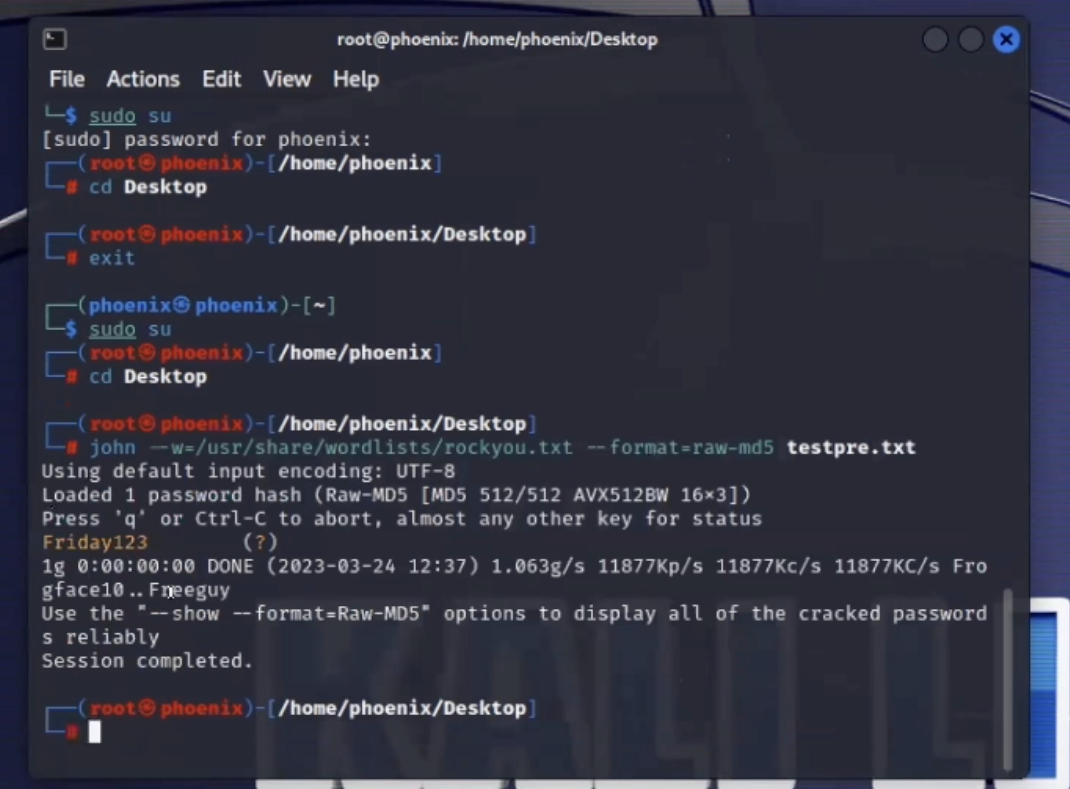 root@phoenix: /home/phoenix/Desktop
File Actions Edit View Help
└─$ sudo su
[sudo] password for phoenix:
┌──(root㉿phoenix)-[/home/phoenix]
└─# cd Desktop
┌──(root㉿phoenix)-[/home/phoenix/Desktop]
└─# exit
┌──(phoenix㉿phoenix)-[~]
└─$ sudo su
┌──(root㉿phoenix)-[/home/phoenix]
└─# cd Desktop
┌──(root㉿phoenix)-[/home/phoenix/Desktop]
└─# john --w=/usr/share/wordlists/rockyou.txt --format=raw-md5 testpre.txt
Using default input encoding: UTF-8
Loaded 1 password hash (Raw-MD5 [MD5 512/512 AVX512BW 16×3])
Press 'q' or Ctrl-C to abort, almost any other key for status
Friday123 (?)
1g 0:00:00:00 DONE (2023-03-24 12:37) 1.063g/s 11877Kp/s 11877Kc/s 11877KC/s Fro
gface10..Freeguy
Use the "--show --format=Raw-MD5" options to display all of the cracked password
s reliably
Session completed.
┌──(root㉿phoenix)-[/home/phoenix/Desktop]
└─#
KALI LI